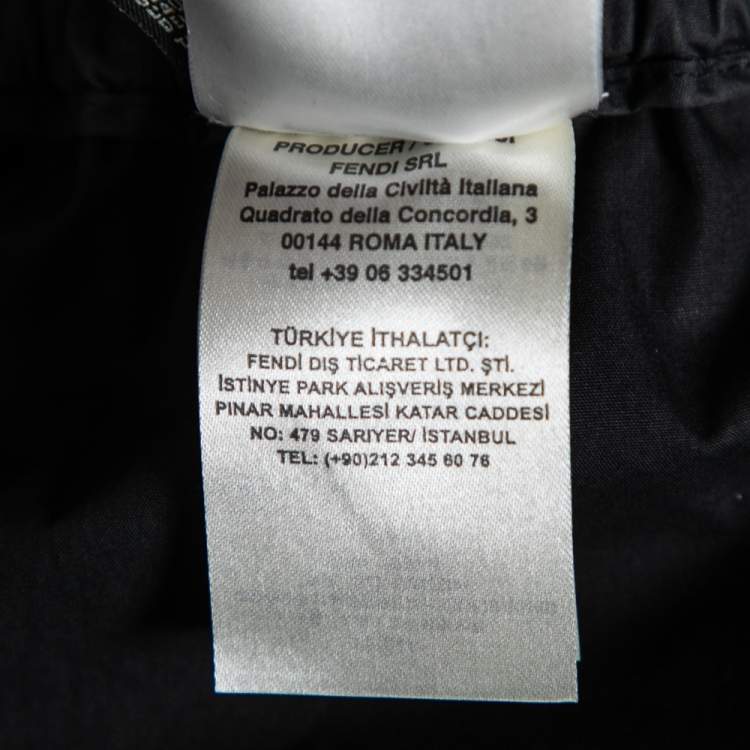 PRODUCER /
FENDI SRL
Palazzo della Civiltà Italiana
Quadrato della Concordia, 3
00144 ROMA ITALY
tel +39 06 334501
TÜRKİYE İTHALATÇI:
FENDİ DIŞ TİCARET LTD. ŞTİ.
İSTİNYE PARK ALIŞVERİŞ MERKEZİ
PINAR MAHALLESİ KATAR CADDESİ
NO: 479 SARIYER/ İSTANBUL
TEL: (+90)212 345 60 76